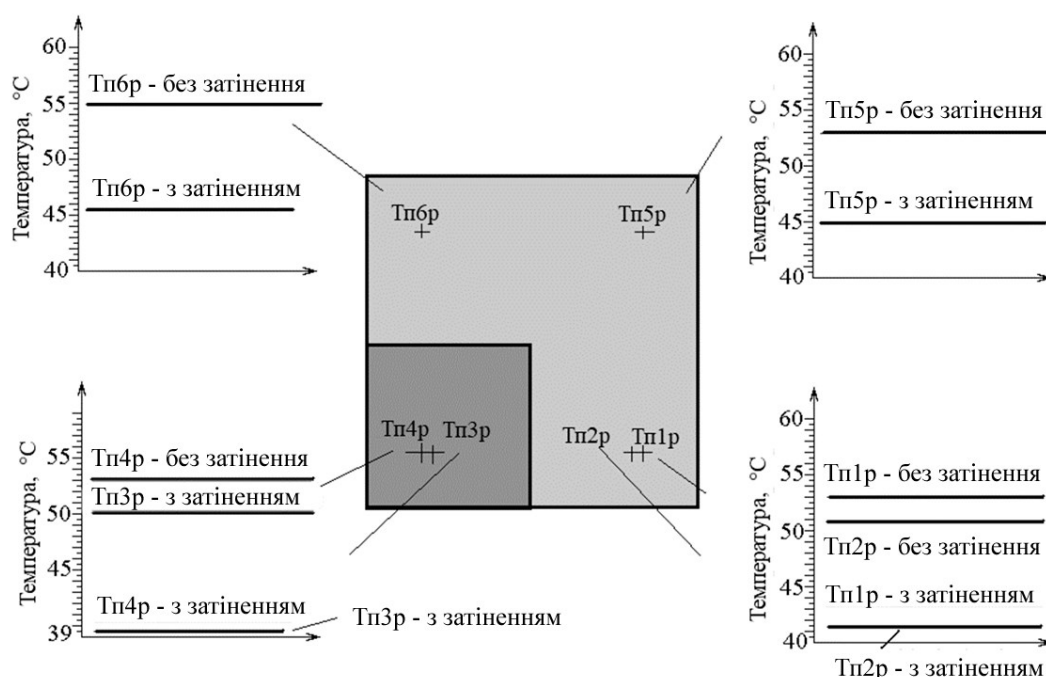 Температура, °C
60
55
50
45
40
Тп6р - без затінення
Тп6р - з затіненням
Температура, °C
60
55
50
45
40
Тп5р - без затінення
Тп5р - з затіненням
Тп6р
Тп5р
Тп4р Тп3р
Тп2р Тп1р
Температура, °C
55
50
45
39
Тп4р - без затінення
Тп3р - з затіненням
Тп4р - з затіненням
Тп3р - з затіненням
Температура, °C
60
55
50
45
40
Тп1р - без затінення
Тп2р - без затінення
Тп1р - з затіненням
Тп2р - з затіненням